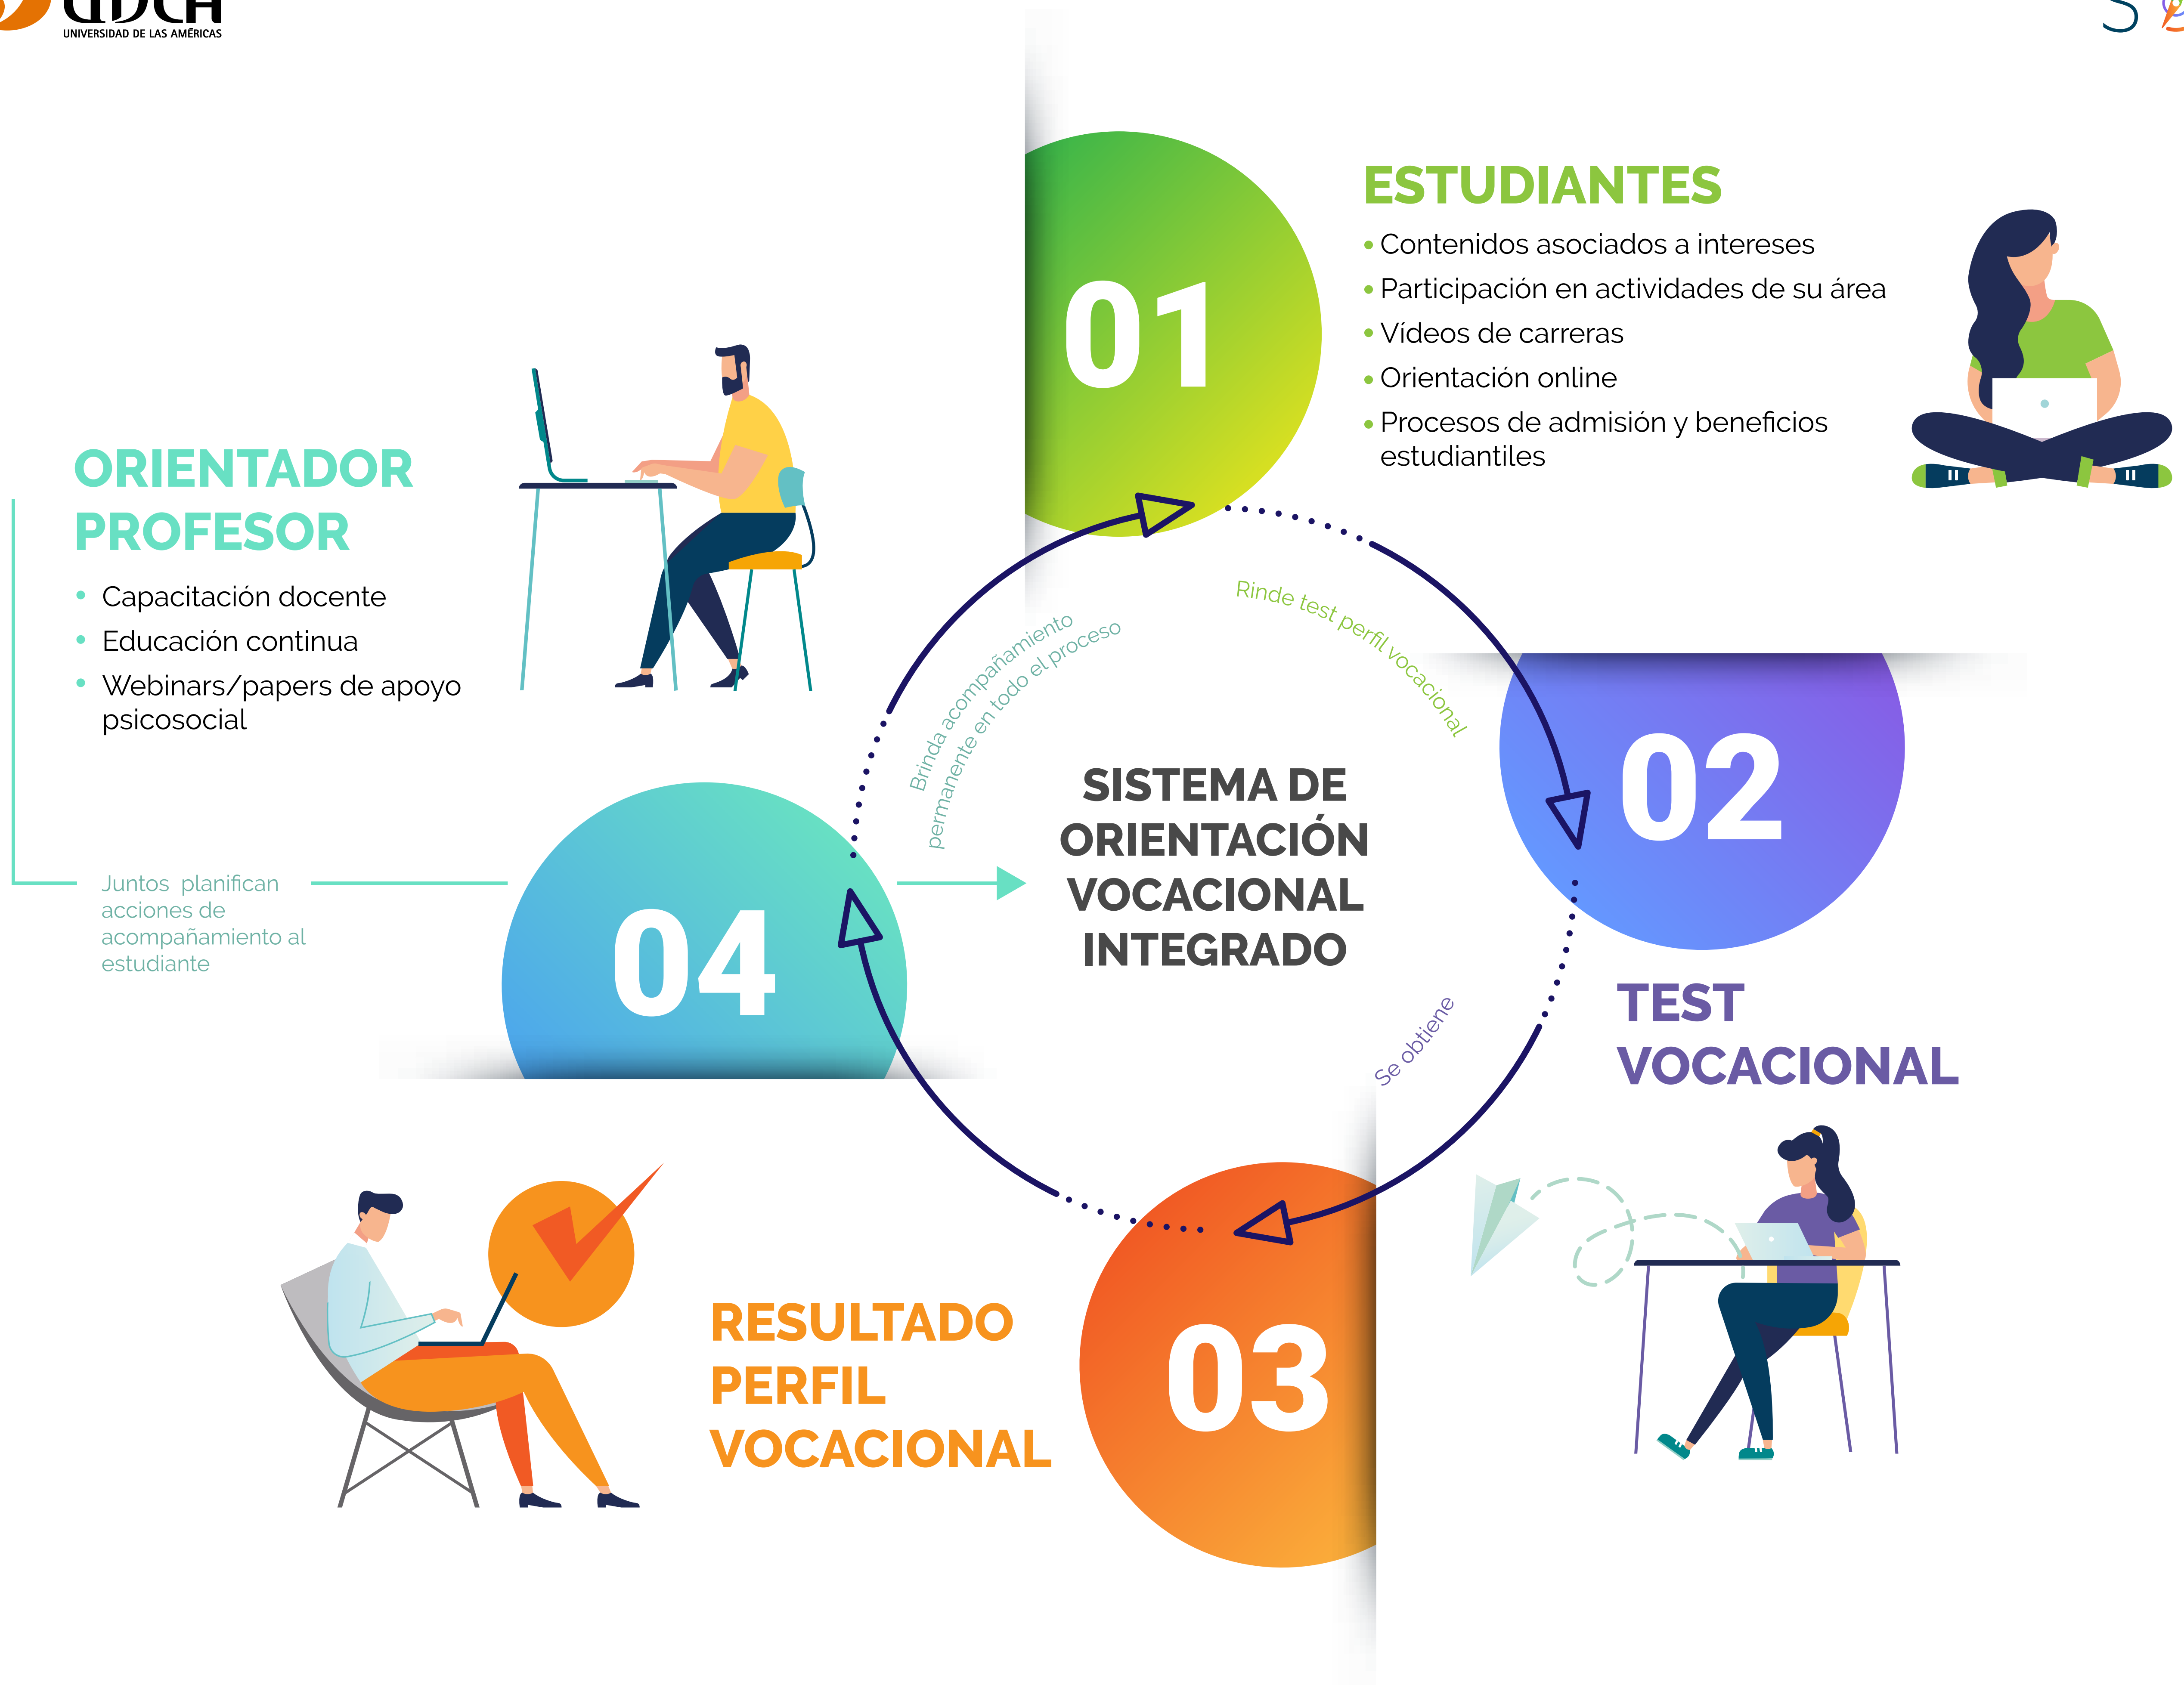 UNIVERSIDAD DE LAS AMÉRICAS
01
ESTUDIANTES
• Contenidos asociados a intereses
• Participación en actividades de su área
• Vídeos de carreras
• Orientación online
• Procesos de admisión y beneficios
estudiantiles
Rinde test perfil vocacional
02
TEST
VOCACIONAL
Se obtiene
03
RESULTADO
PERFIL
VOCACIONAL
04
ORIENTADOR
PROFESOR
• Capacitación docente
• Educación continua
• Webinars/papers de apoyo
psicosocial
Juntos planifican
acciones de
acompañamiento al
estudiante
Brinda acompañamiento
permanente en todo el proceso
SISTEMA DE
ORIENTACIÓN
VOCACIONAL
INTEGRADO